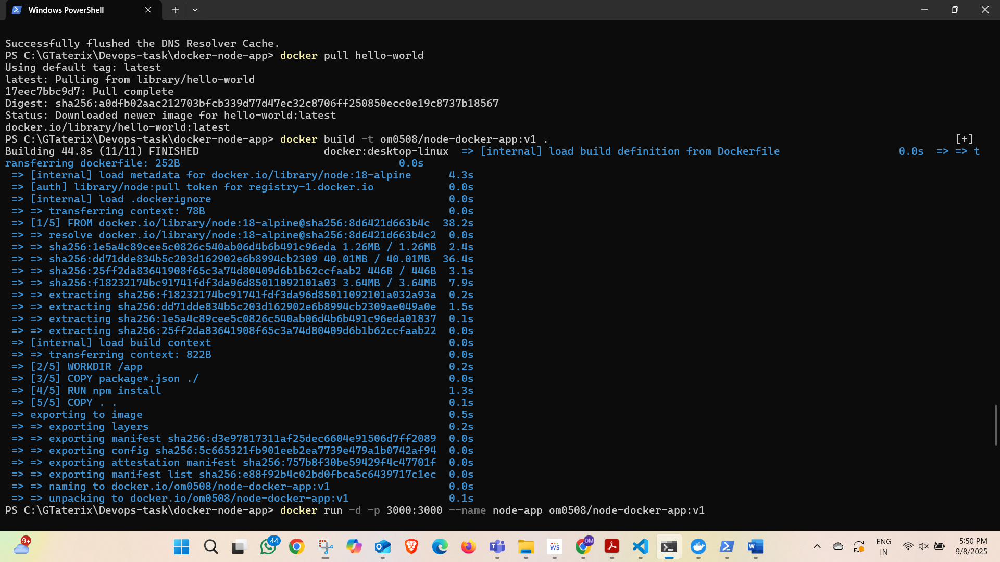 Windows PowerShell
Successfully flushed the DNS Resolver Cache.
PS C:\GTaterix\Devops-task\docker-node-app> docker pull hello-world
Using default tag: latest
latest: Pulling from library/hello-world
17eec7bbc9d7: Pull complete
Digest: sha256:a0dfb02aac212703bfcb339d77d47ec32c8706ff250850ecc0e19c8737b18567
Status: Downloaded newer image for hello-world:latest
docker.io/library/hello-world:latest
PS C:\GTaterix\Devops-task\docker-node-app> docker build -t om0508/node-docker-app:v1 . [+]
Building 44.8s (11/11) FINISHED docker:desktop-linux => [internal] load build definition from Dockerfile 0.0s => => t
ransferring dockerfile: 252B 0.0s
=> [internal] load metadata for docker.io/library/node:18-alpine 4.3s
=> [auth] library/node:pull token for registry-1.docker.io 0.0s
=> [internal] load .dockerignore 0.0s
=> => transferring context: 78B 0.0s
=> [1/5] FROM docker.io/library/node:18-alpine@sha256:8d6421d663b4c 38.2s
=> => resolve docker.io/library/node:18-alpine@sha256:8d6421d663b4c2 0.0s
=> => sha256:1e5a4c89cee5c0826c540ab06d4b6b491c96eda 1.26MB / 1.26MB 2.4s
=> => sha256:dd71dde834b5c203d162902e6b8994cb2309 40.01MB / 40.01MB 36.4s
=> => sha256:25ff2da83641908f65c3a74d80409d6b1b62ccfaab2 446B / 446B 3.1s
=> => sha256:f18232174bc91741fdf3da96d85011092101a03 3.64MB / 3.64MB 7.9s
=> => extracting sha256:f18232174bc91741fdf3da96d85011092101a032a93a 0.2s
=> => extracting sha256:dd71dde834b5c203d162902e6b8994cb2309ae049a0e 1.5s
=> => extracting sha256:1e5a4c89cee5c0826c540ab06d4b6b491c96eda01837 0.1s
=> => extracting sha256:25ff2da83641908f65c3a74d80409d6b1b62ccfaab22 0.0s
=> [internal] load build context 0.0s
=> => transferring context: 822B 0.0s
=> [2/5] WORKDIR /app 0.2s
=> [3/5] COPY package*.json ./ 0.0s
=> [4/5] RUN npm install 1.3s
=> [5/5] COPY . . 0.1s
=> exporting to image 0.5s
=> => exporting layers 0.2s
=> => exporting manifest sha256:d3e97817311af25dec6604e91506d7ff2089 0.0s
=> => exporting config sha256:5c665321fb901eeb2ea7739e479a1b0742af94 0.0s
=> => exporting attestation manifest sha256:757b8f30be59429f4c47701f 0.0s
=> => exporting manifest list sha256:e88f92b4c02bd0fbca5c6439717c1ec 0.0s
=> => naming to docker.io/om0508/node-docker-app:v1 0.0s
=> => unpacking to docker.io/om0508/node-docker-app:v1 0.1s
PS C:\GTaterix\Devops-task\docker-node-app> docker run -d -p 3000:3000 --name node-app om0508/node-docker-app:v1
9+
44
OM
WS
ENG
IN
5:50 PM
9/8/2025